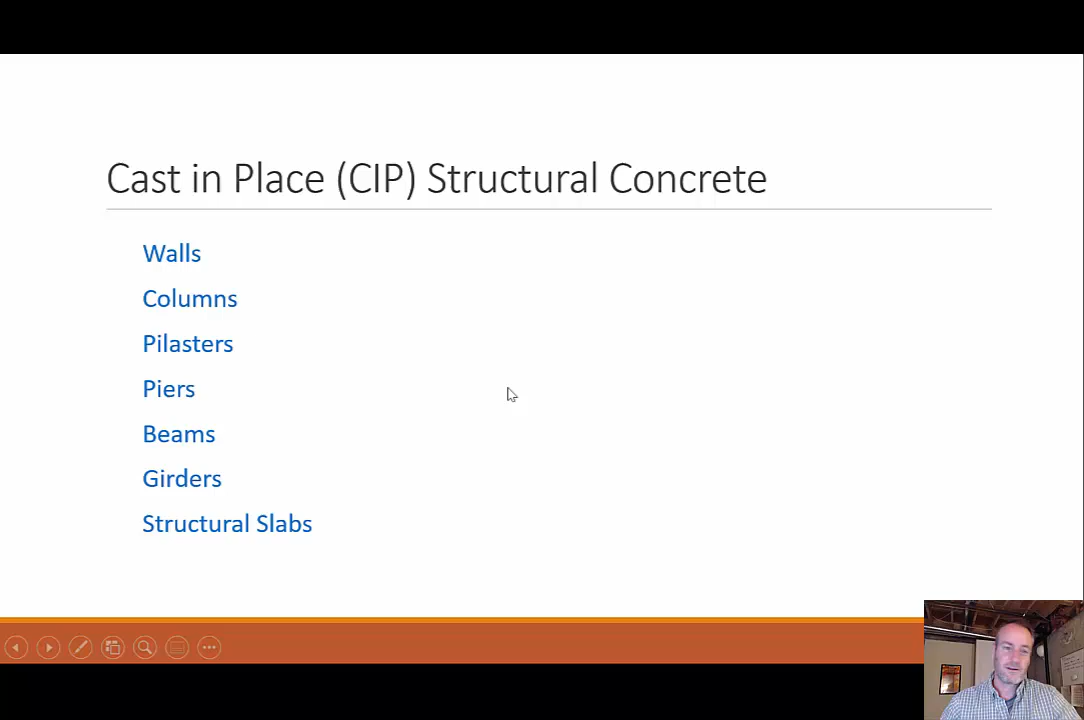 Cast in Place (CIP) Structural Concrete
Walls
Columns
Pilasters
Piers
Beams
Girders
Structural Slabs